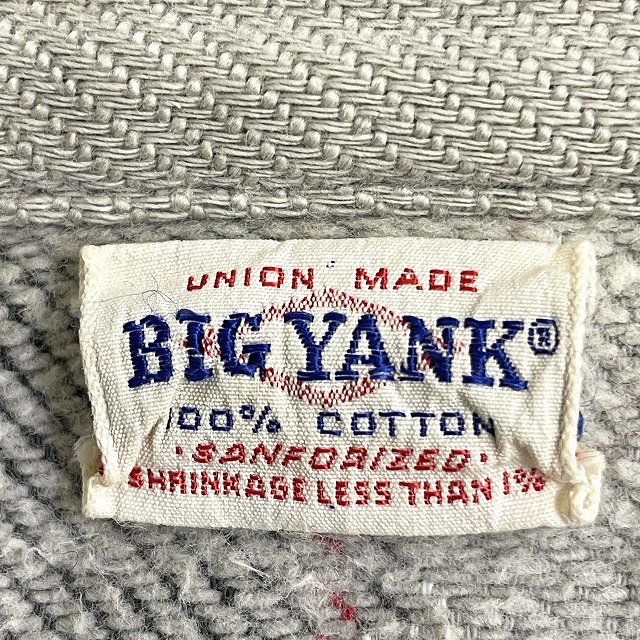 UNION MADE
BIG YANK®
100% COTTON
·SANFORIZED·
SHRINKAGE LESS THAN 1%